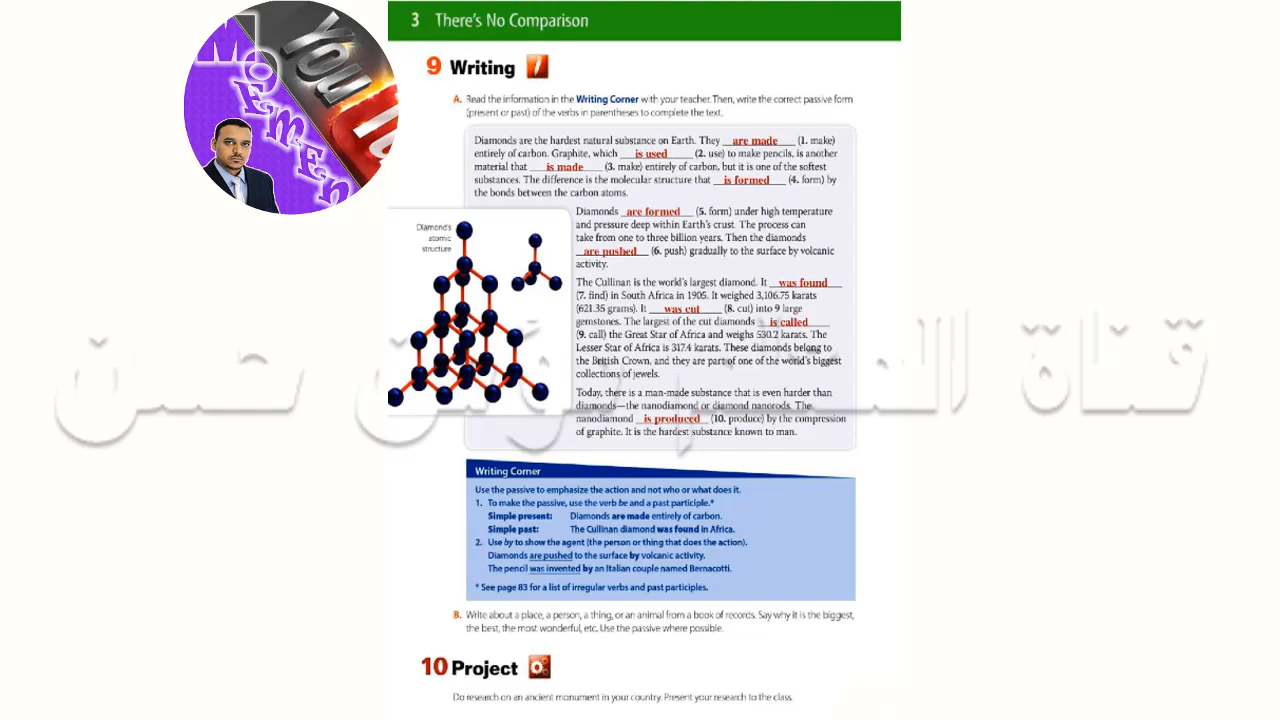 3 There's No Comparison
MOEMEN
YOU
9 Writing
A. Read the information in the Writing Corner with your teacher. Then, write the correct passive form
(present or past) of the verbs in parentheses to complete the text.
Diamonds are the hardest natural substance on Earth. They are made (1. make)
entirely of carbon. Graphite, which is used (2. use) to make pencils, is another
material that is made (3. make) entirely of carbon, but it is one of the softest
substances. The difference is the molecular structure that is formed (4. form) by
the bonds between the carbon atoms.
Diamond's
atomic
structure
Diamonds are formed (5. form) under high temperature
and pressure deep within Earth's crust. The process can
take from one to three billion years. Then the diamonds
are pushed (6. push) gradually to the surface by volcanic
activity.
The Cullinan is the world's largest diamond. It was found
(7. find) in South Africa in 1905. It weighed 3,106.75 karats
(621.35 grams). It was cut (8. cut) into 9 large
gemstones. The largest of the cut diamonds is called
(9. call) the Great Star of Africa and weighs 530.2 karats. The
Lesser Star of Africa is 317.4 karats. These diamonds belong to
the British Crown, and they are part of one of the world's biggest
collections of jewels.
Today, there is a man-made substance that is even harder than
diamonds—the nanodiamond or diamond nanorods. The
nanodiamond is produced (10. produce) by the compression
of graphite. It is the hardest substance known to man.
قناة حسن
Writing Corner
Use the passive to emphasize the action and not who or what does it.
1. To make the passive, use the verb be and a past participle.*
Simple present: Diamonds are made entirely of carbon.
Simple past: The Cullinan diamond was found in Africa.
2. Use by to show the agent (the person or thing that does the action).
Diamonds are pushed to the surface by volcanic activity.
The pencil was invented by an Italian couple named Bernacotti.
* See page 83 for a list of irregular verbs and past participles.
B. Write about a place, a person, a thing, or an animal from a book of records. Say why it is the biggest,
the best, the most wonderful, etc. Use the passive where possible.
10 Project
Do research on an ancient monument in your country. Present your research to the class.